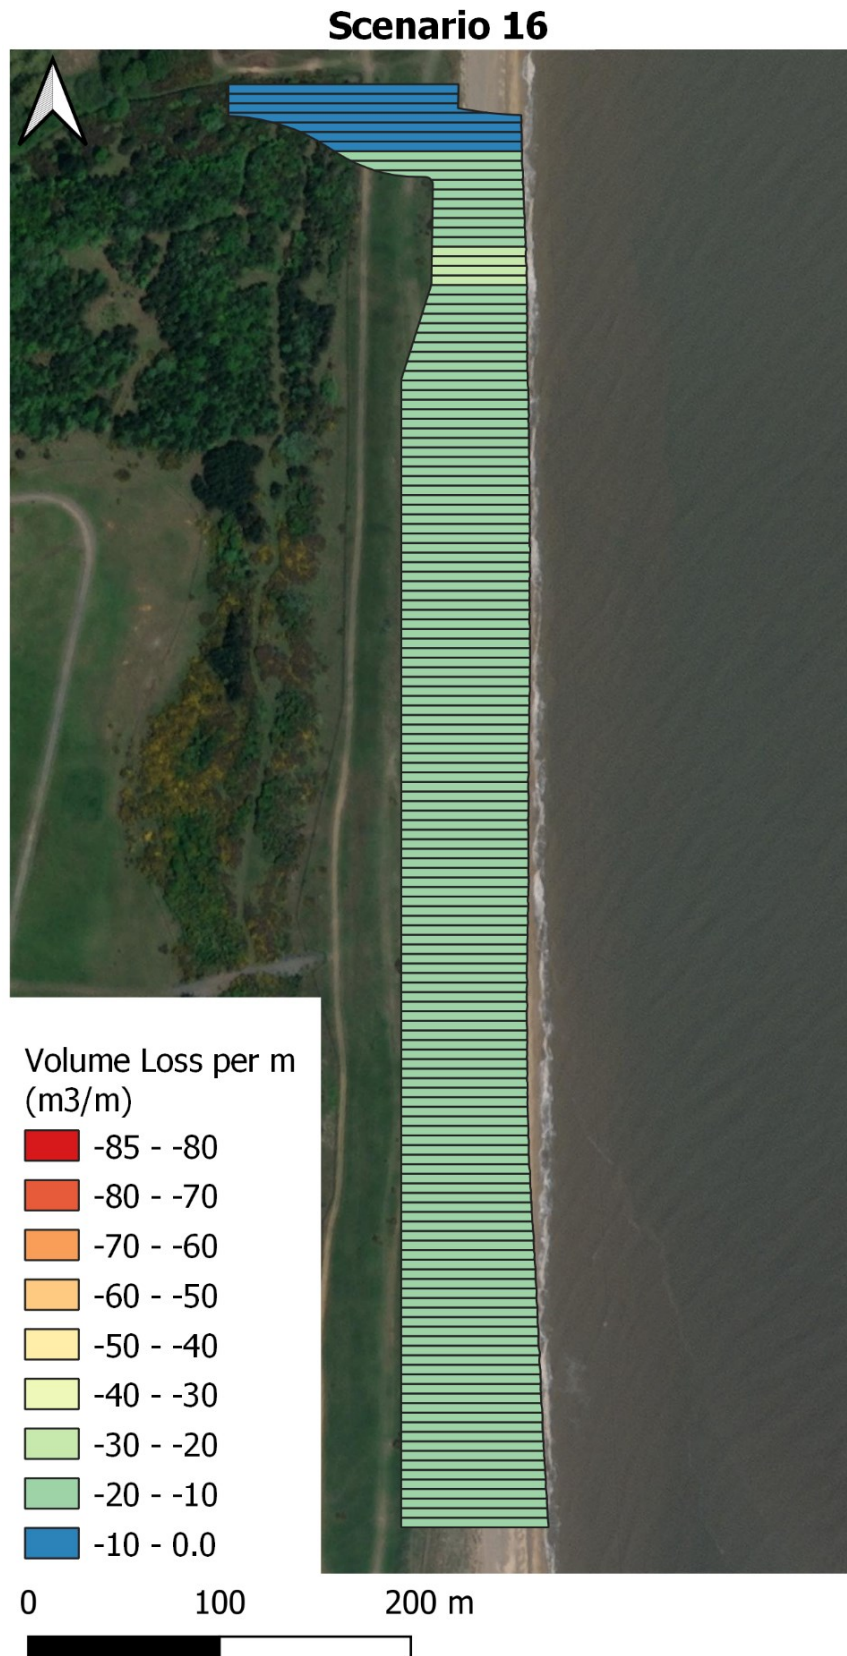 Scenario 16
Volume Loss per m
(m3/m)
-85 - -80
-80 - -70
-70 - -60
-60 - -50
-50 - -40
-40 - -30
-30 - -20
-20 - -10
-10 - 0.0
0 100 200 m